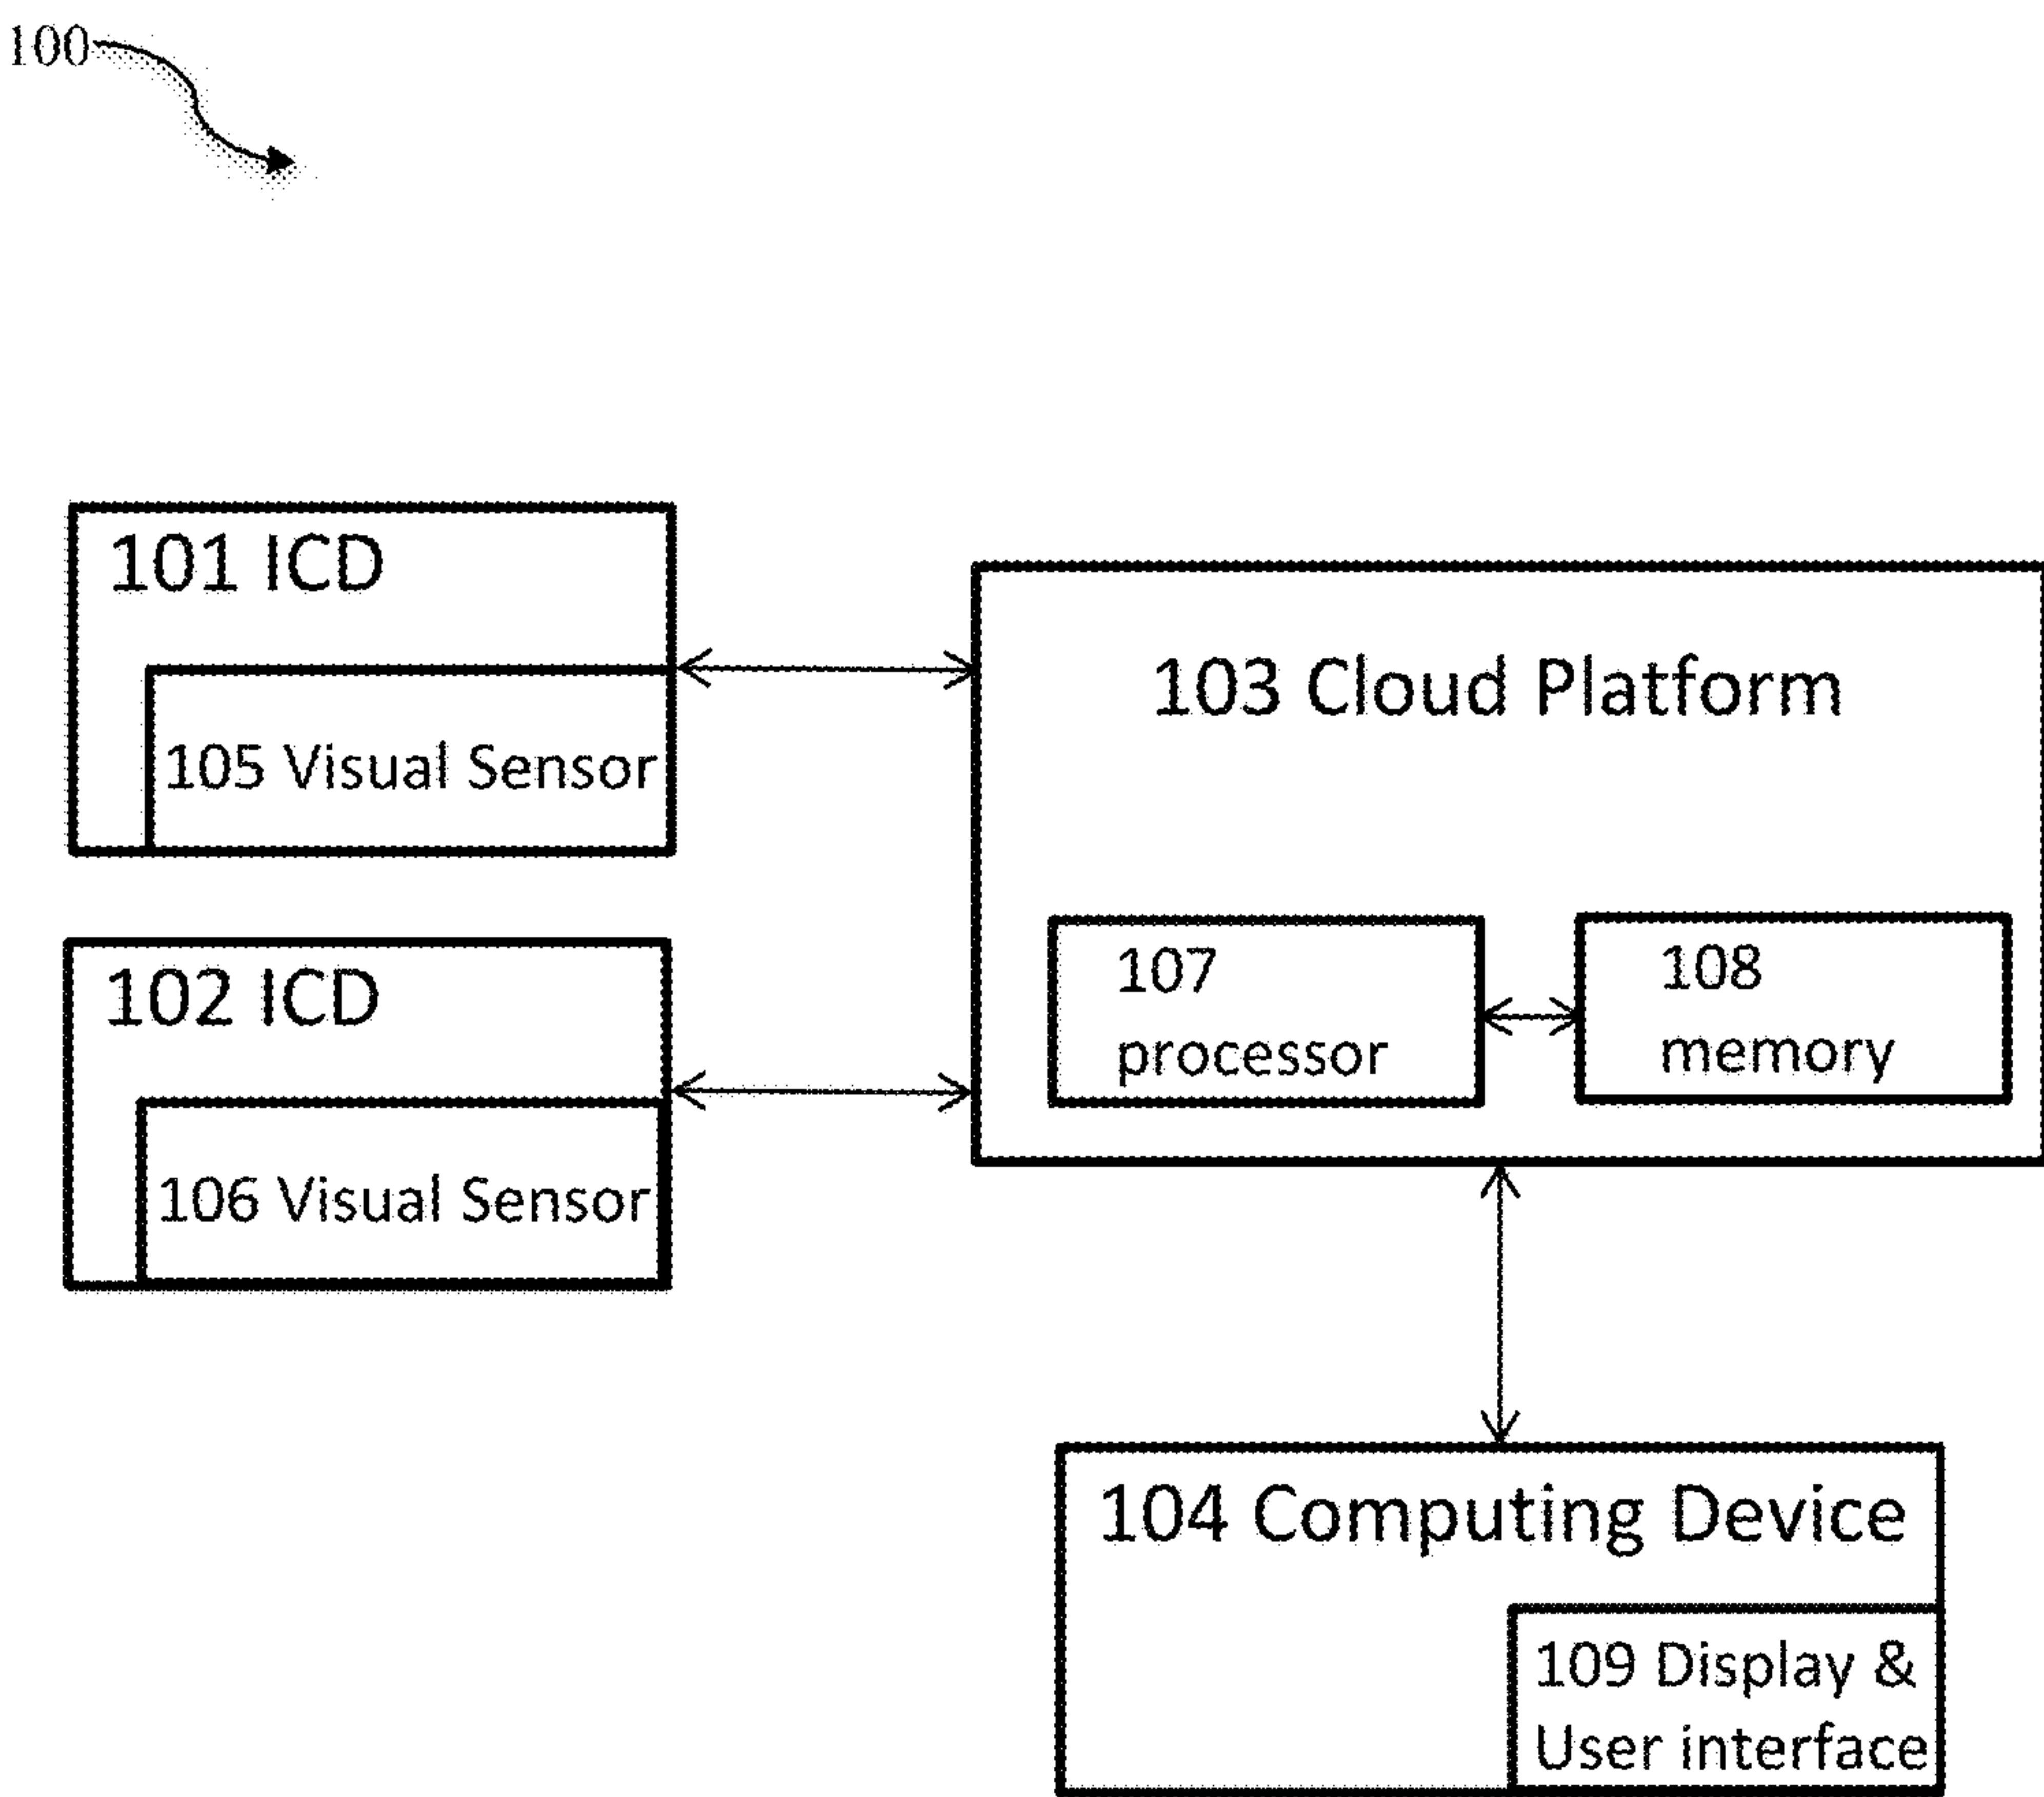 100
101 ICD
105 Visual Sensor
102 ICD
106 Visual Sensor
103 Cloud Platform
107
processor
108
memory
104 Computing Device
109 Display &
User interface